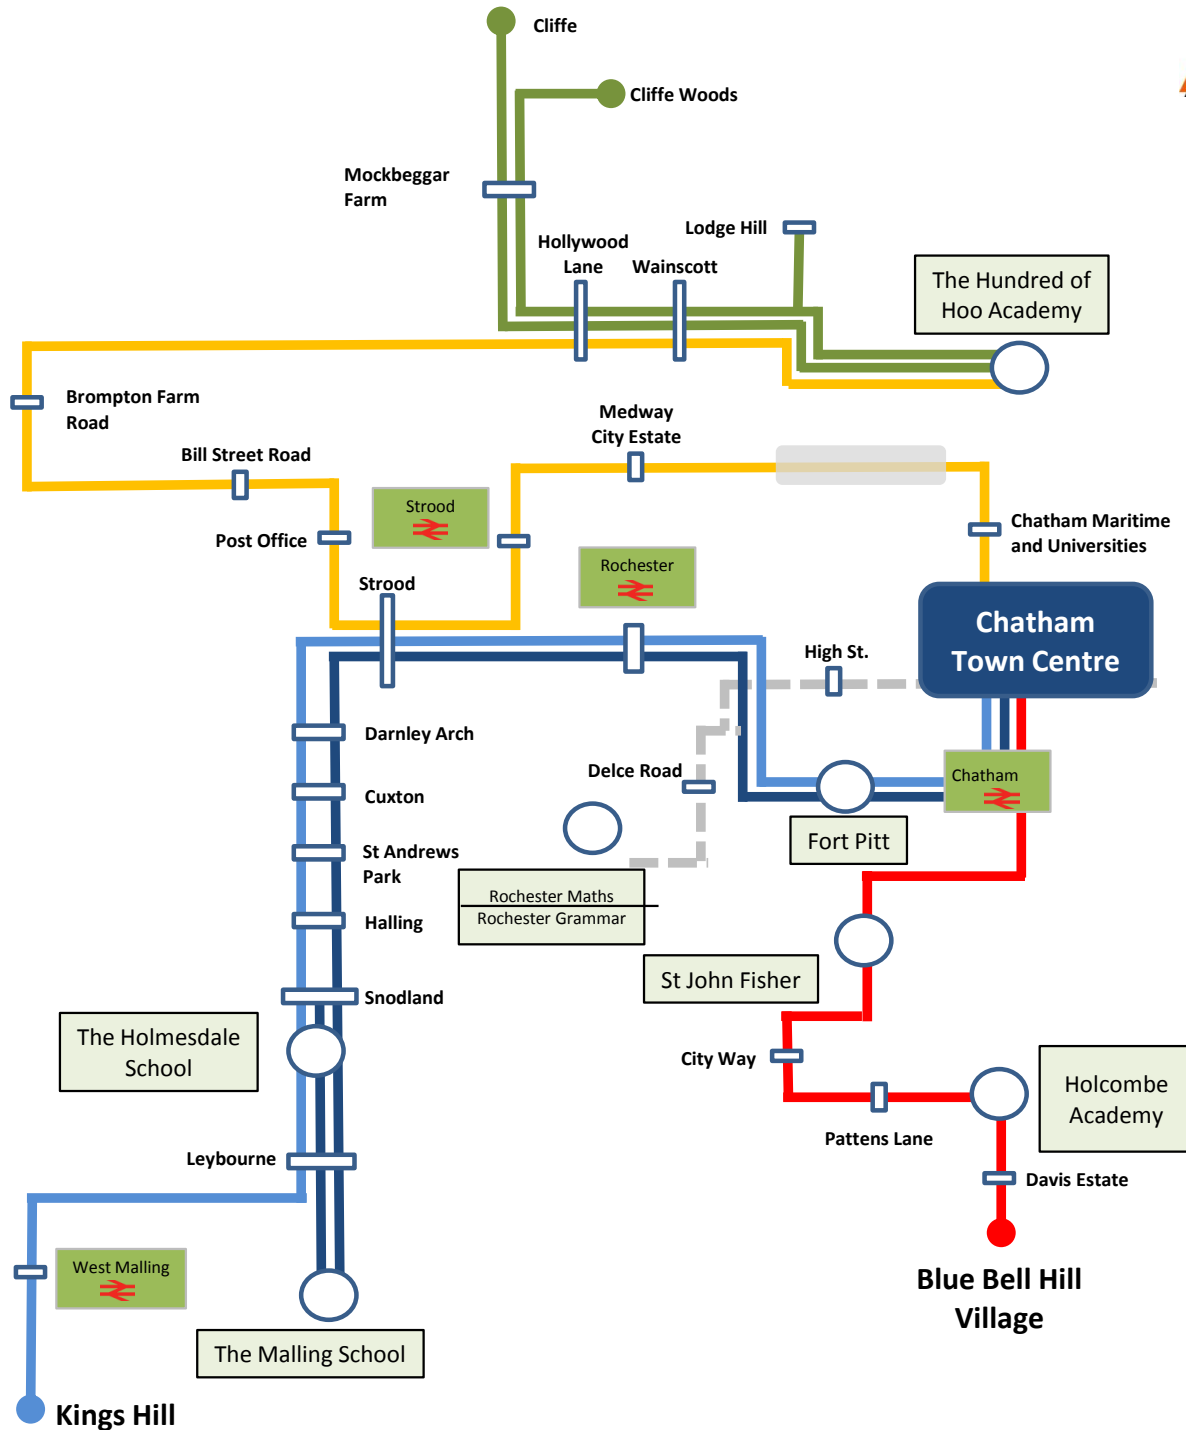 Cliffe
Cliffe Woods
Mockbeggar
Farm
Lodge Hill
Hollywood
Lane
Wainscott
The Hundred of
Hoo Academy
Brompton Farm
Road
Medway
City Estate
Bill Street Road
Strood
Post Office
Chatham Maritime
and Universities
Rochester
Strood
Chatham
Town Centre
High St.
Darnley Arch
Delce Road
Chatham
Cuxton
Fort Pitt
St Andrews
Park
Rochester Maths
Rochester Grammar
Halling
St John Fisher
Snodland
The Holmesdale
School
City Way
Holcombe
Academy
Pattens Lane
Leybourne
Davis Estate
West Malling
Blue Bell Hill
Village
The Malling School
Kings Hill